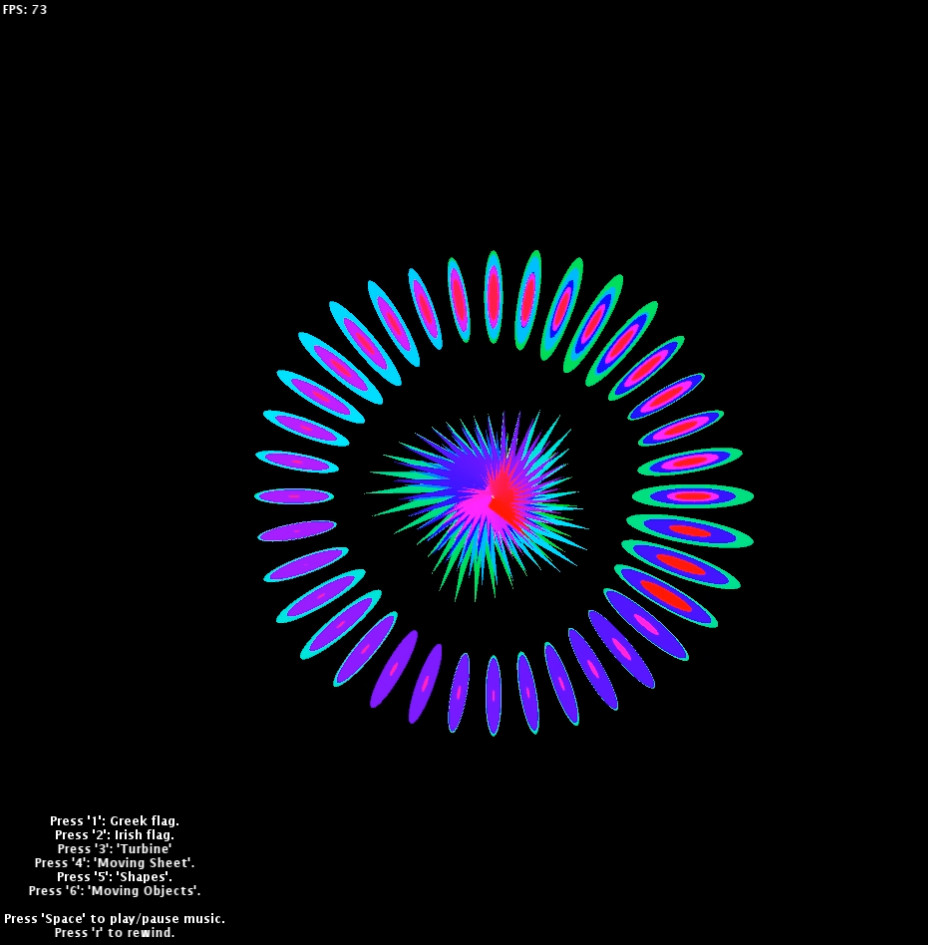 FPS: 73
Press '1': Greek flag.
Press '2': Irish flag.
Press '3': 'Turbine'
Press '4': 'Moving Sheet'.
Press '5': 'Shapes'.
Press '6': 'Moving Objects'.
Press 'Space' to play/pause music.
Press 'r' to rewind.